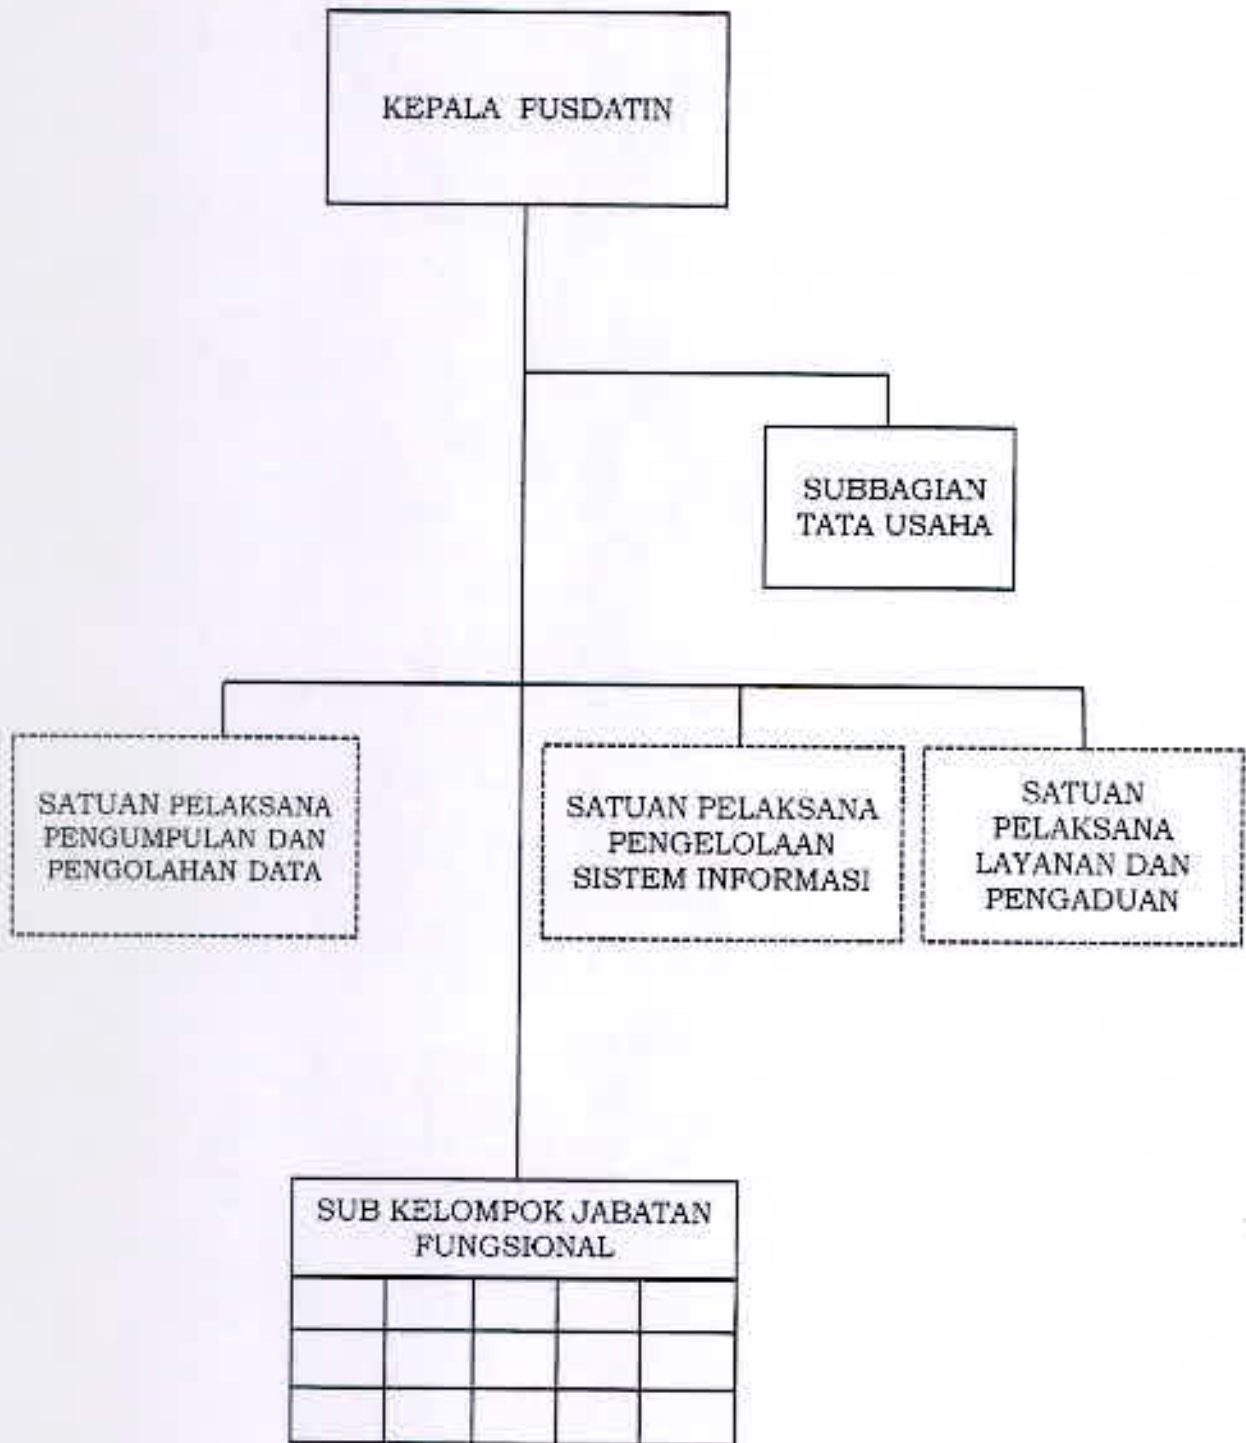 KEPALA PUSDATIN
SUBBAGIAN
TATA USAHA
SATUAN PELAKSANA
PENGUMPULAN DAN
PENGOLAHAN DATA
SATUAN PELAKSANA
PENGELOLAAN
SISTEM INFORMASI
SATUAN
PELAKSANA
LAYANAN DAN
PENGADUAN
SUB KELOMPOK JABATAN
FUNGSIONAL